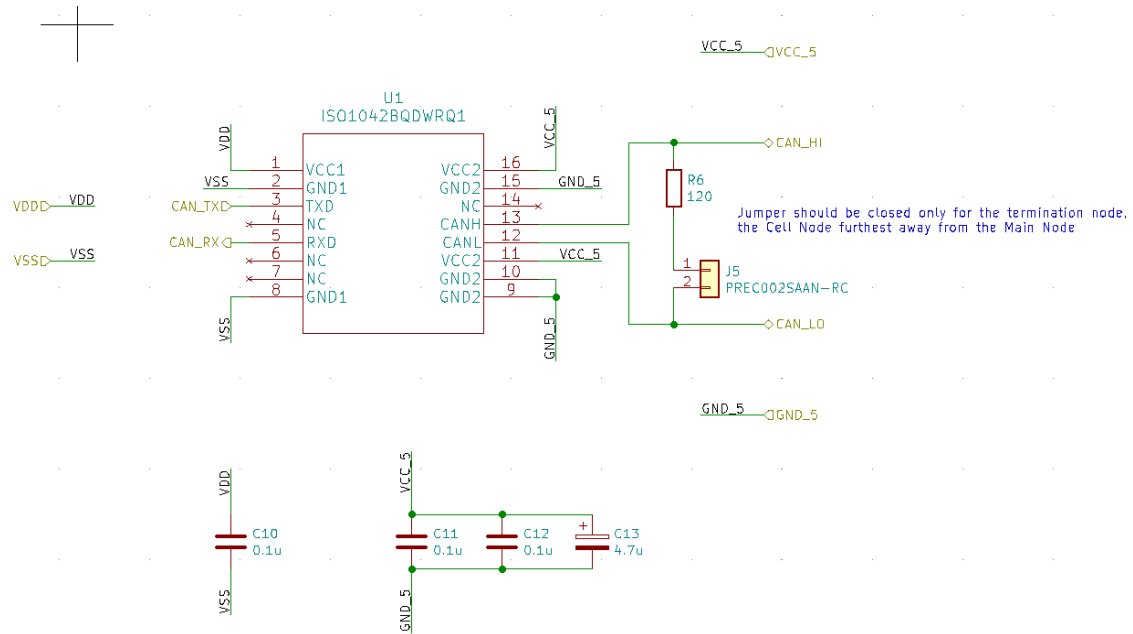 VCC_5
VCC_5
U1
ISO1042BQDWRQ1
VDD
VCC_5
1
VCC1
VCC2
16
CAN_HI
VSS
2
GND1
GND2
15
GND_5
R6
120
VDD
VDD
CAN_TX
3
TXD
NC
14
4
NC
CANH
13
Jumper should be closed only for the termination node,
the Cell Node furthest away from the Main Node
CAN_RX
5
RXD
CANL
12
VSS
VSS
6
NC
VCC2
11
VCC_5
7
NC
GND2
10
1
2
J5
PREC002SAAN-RC
8
GND1
GND2
9
VSS
GND_5
CAN_LO
GND_5
GND_5
VDD
VCC_5
C10
0.1u
C11
0.1u
C12
0.1u
+
C13
4.7u
VSS
GND_5